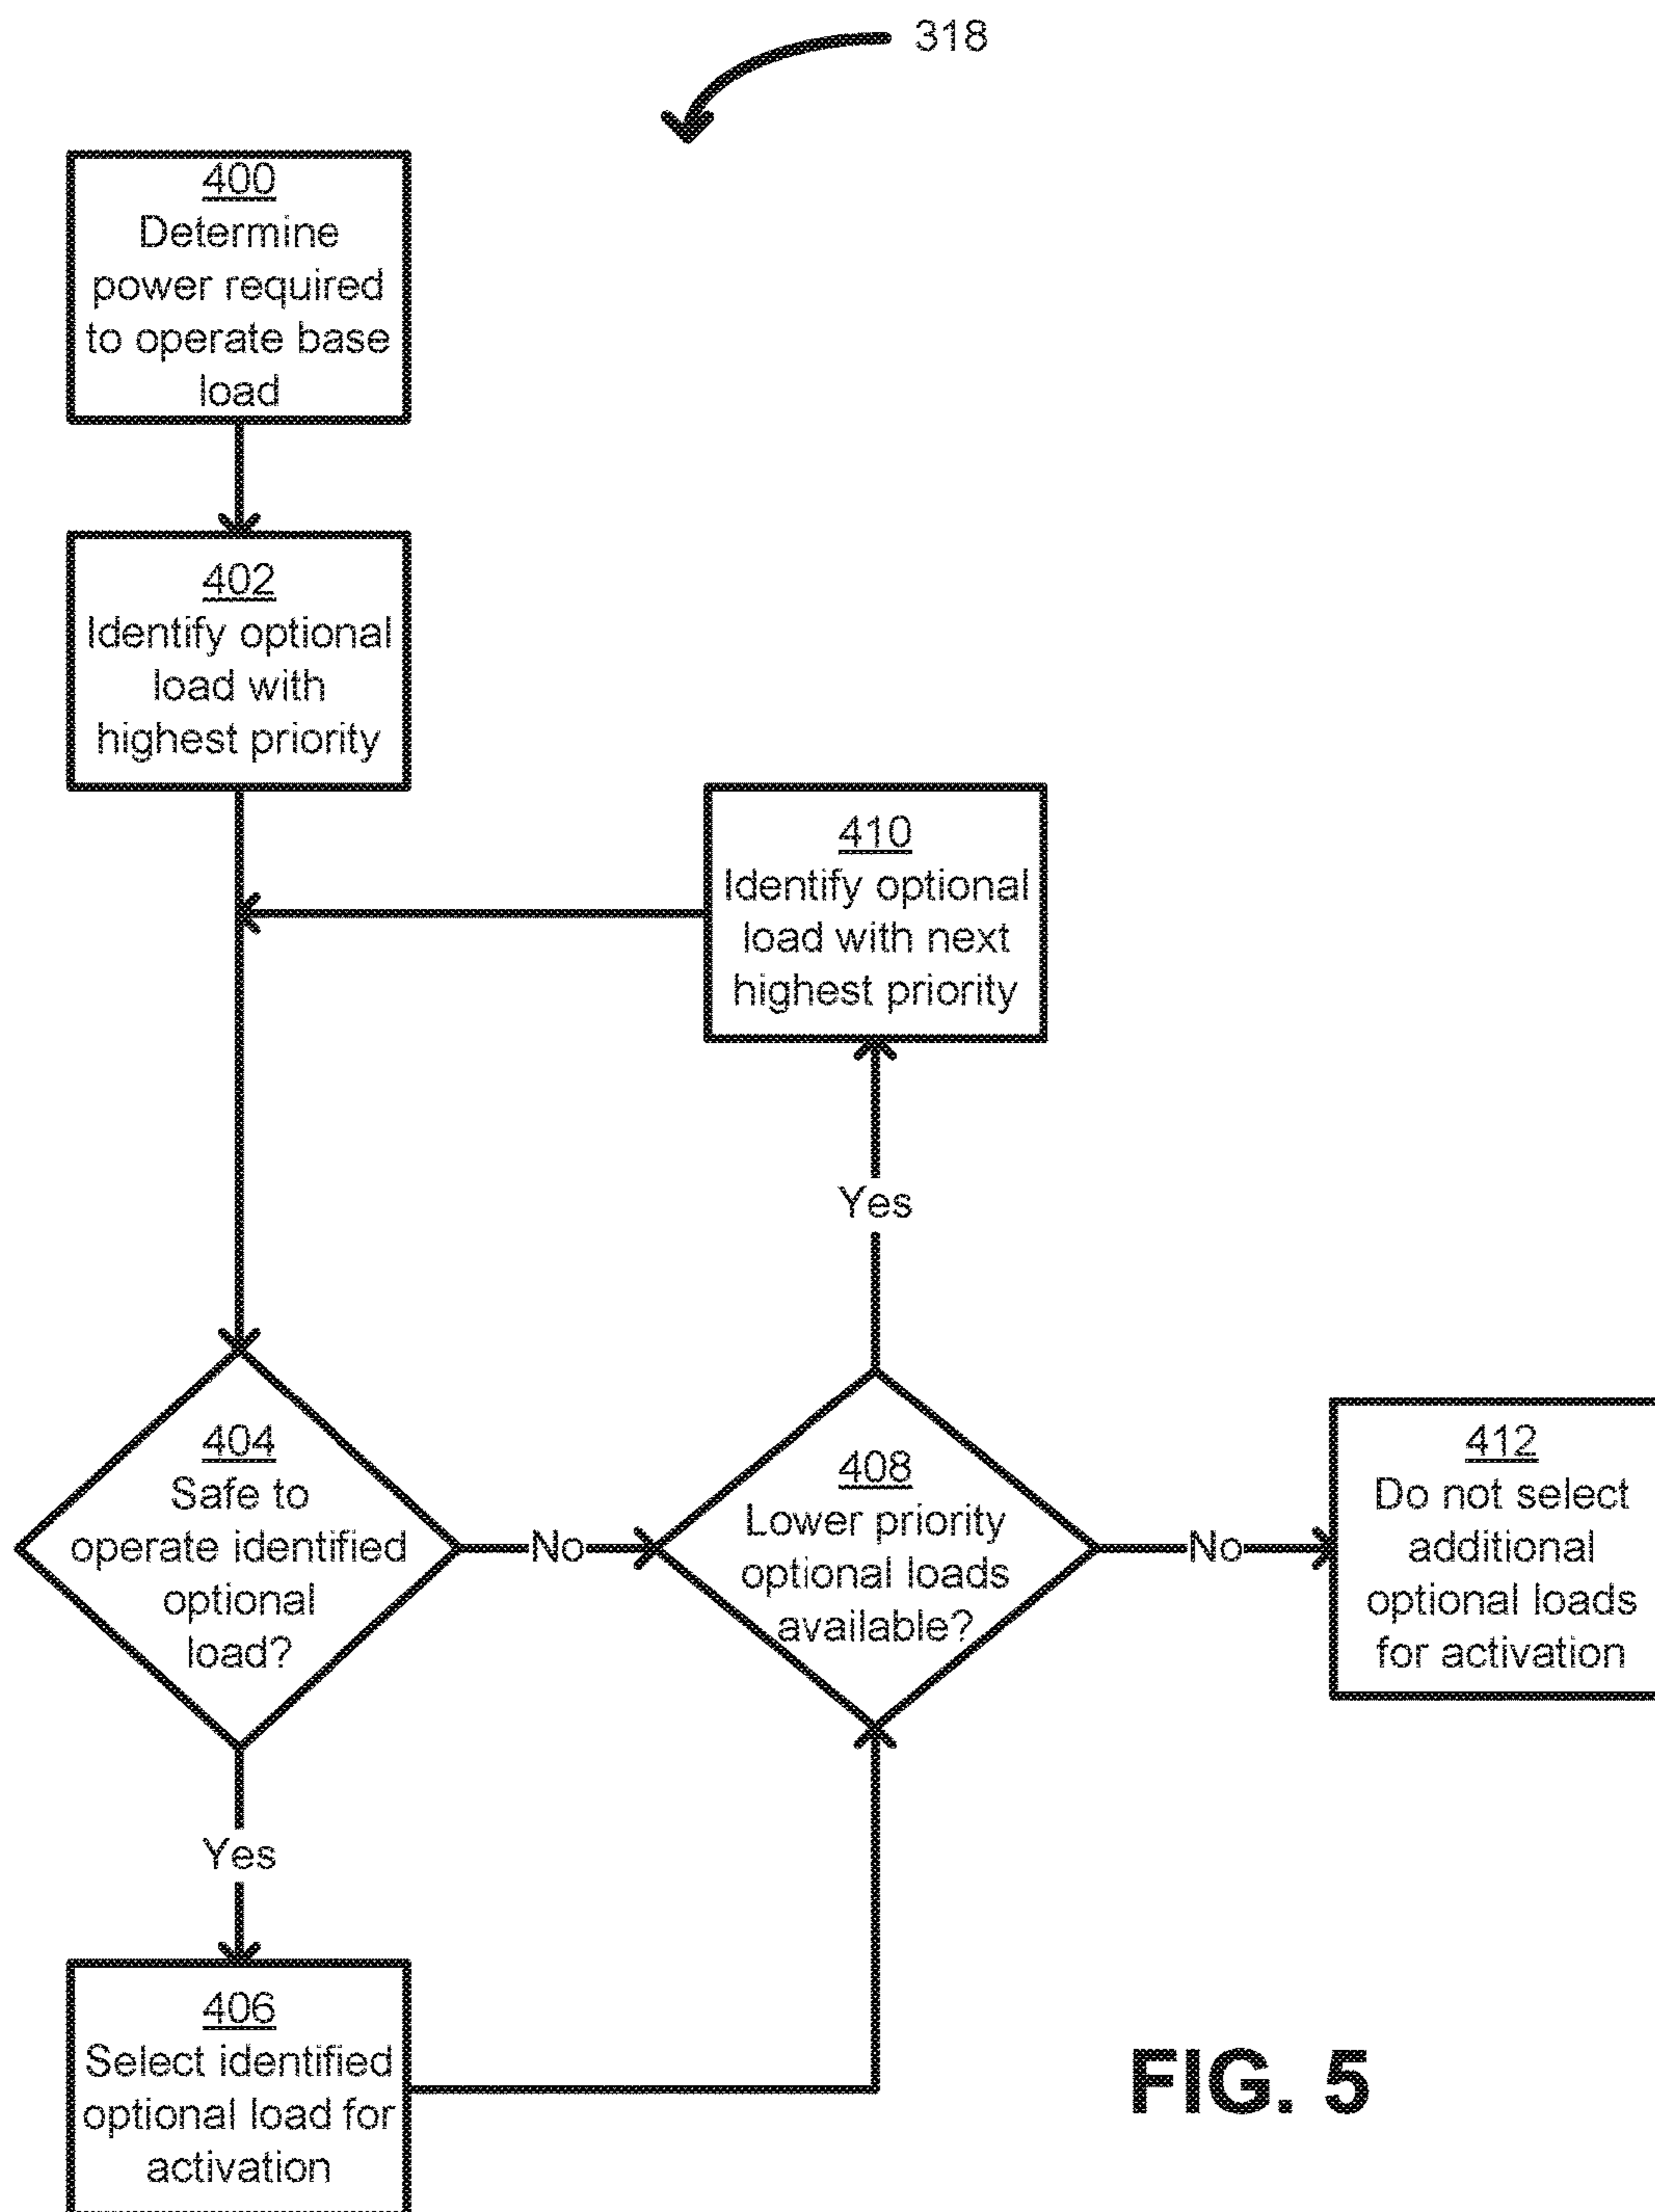 318
400
Determine
power required
to operate base
load
402
Identify optional
load with
highest priority
410
Identify optional
load with next
highest priority
Yes
404
Safe to
operate identified
optional
load?
No
408
Lower priority
optional loads
available?
No
412
Do not select
additional
optional loads
for activation
Yes
406
Select identified
optional load for
activation
FIG. 5